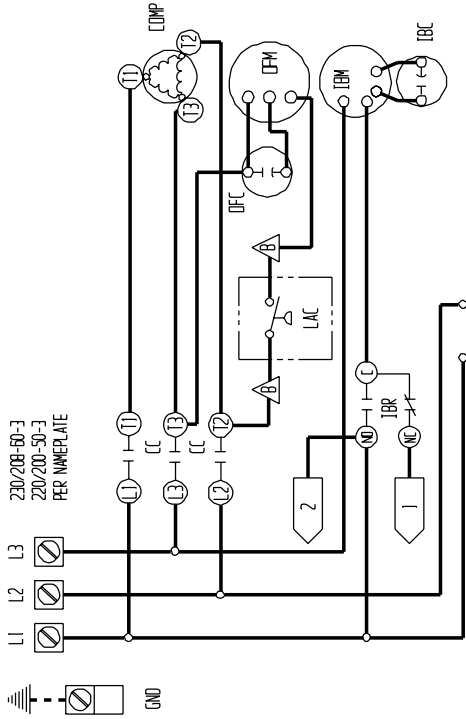 230/208-60-3
220/200-50-3
PER NAMEPLATE
L3
L2
L1
GND
COMP
T1
T2
T3
OFM
OFC
IBM
IBC
B
LAC
B
T1
CC
T3
CC
T2
L1
L3
L2
C
IBR
NO
NC
2
1